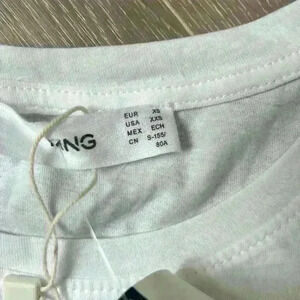 NG
EUR XS
USA XXS
MEX ECH
CN S-155/
80A